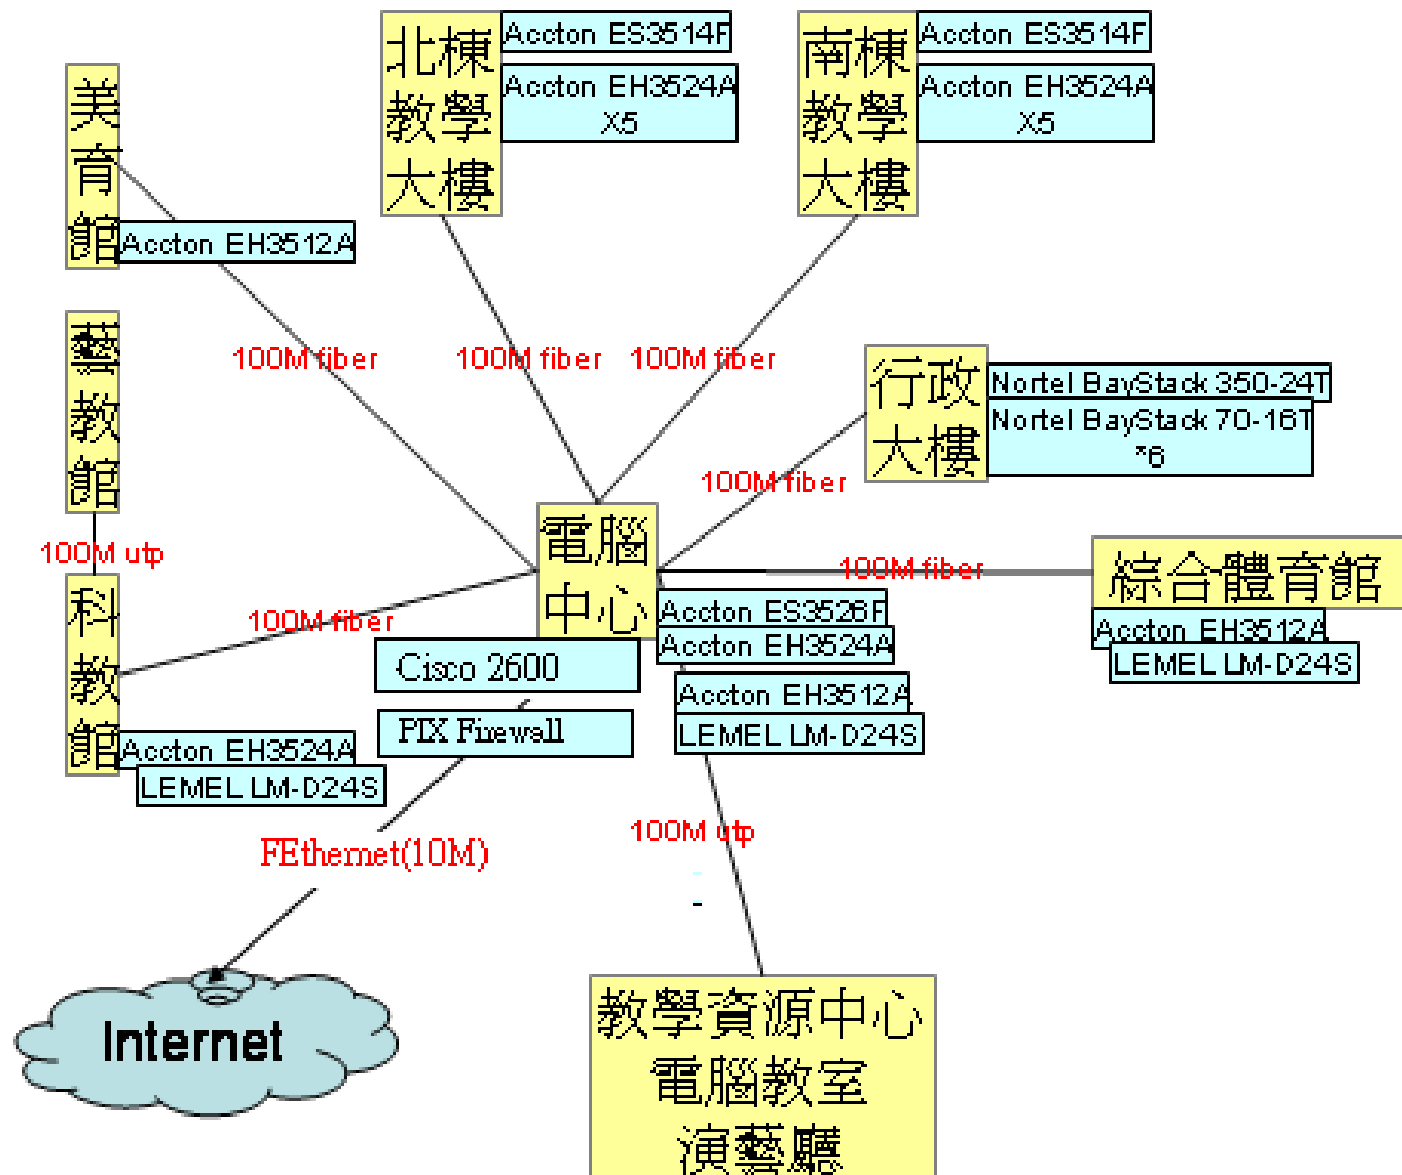 北棟
教學
大樓
Accton ES3514F
Accton EH3524A
X5
南棟
教學
大樓
Accton ES3514F
Accton EH3524A
X5
美
育
館
Accton EH3512A
100M fiber
100M fiber
100M fiber
藝
教
館
行政
大樓
Nortel BayStack 350-24T
Nortel BayStack 70-16T
*6
100M fiber
100M utp
電腦
中心
100M fiber
綜合體育館
Accton EH3512A
LEMEL LM-D24S
科
教
館
100M fiber
Accton ES3526F
Accton EH3524A
Cisco 2600
Accton EH3512A
LEMEL LM-D24S
PIX Firewall
Accton EH3524A
LEMEL LM-D24S
100M utp
FEthernet(10M)
Internet
教學資源中心
電腦教室
演藝廳